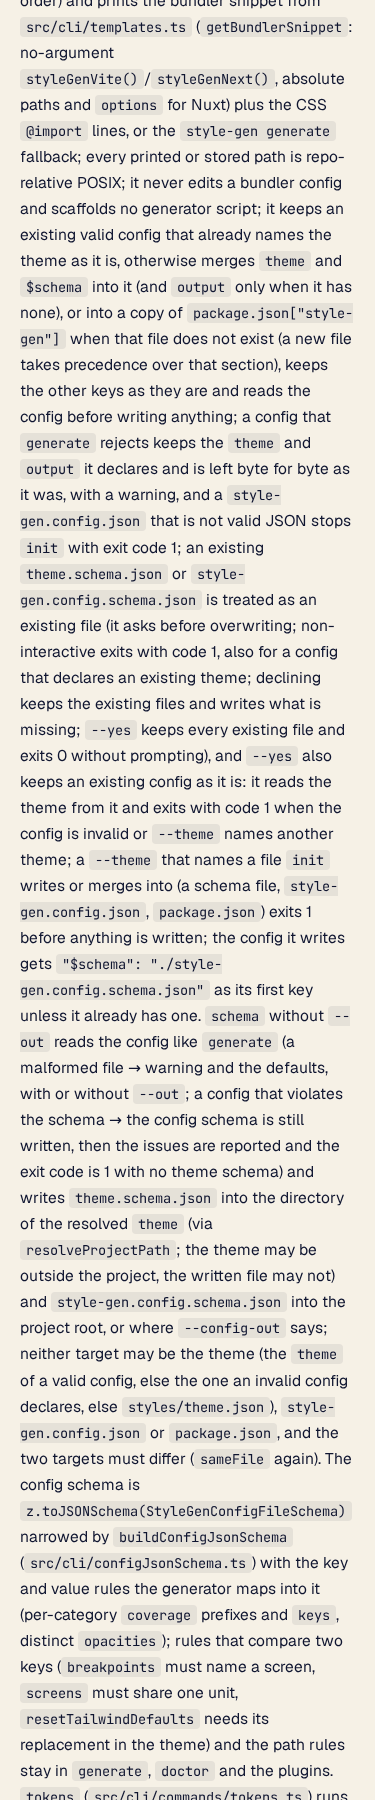 order) and prints the bundler snippet from
src/cli/templates.ts ( getBundlerSnippet :
no-argument
styleGenVite() / styleGenNext() , absolute
paths and options for Nuxt) plus the CSS
@import lines, or the style-gen generate
fallback; every printed or stored path is repo-
relative POSIX; it never edits a bundler config
and scaffolds no generator script; it keeps an
existing valid config that already names the
theme as it is, otherwise merges theme and
$schema into it (and output only when it has
none), or into a copy of package.json["style-
gen"] when that file does not exist (a new file
takes precedence over that section), keeps
the other keys as they are and reads the
config before writing anything; a config that
generate rejects keeps the theme and
output it declares and is left byte for byte as
it was, with a warning, and a style-
gen.config.json that is not valid JSON stops
init with exit code 1; an existing
theme.schema.json or style-
gen.config.schema.json is treated as an
existing file (it asks before overwriting; non-
interactive exits with code 1, also for a config
that declares an existing theme; declining
keeps the existing files and writes what is
missing; --yes keeps every existing file and
exits 0 without prompting), and --yes also
keeps an existing config as it is: it reads the
theme from it and exits with code 1 when the
config is invalid or --theme names another
theme; a --theme that names a file init
writes or merges into (a schema file, style-
gen.config.json , package.json ) exits 1
before anything is written; the config it writes
gets "$schema": "./style-
gen.config.schema.json" as its first key
unless it already has one. schema without --
out reads the config like generate (a
malformed file → warning and the defaults,
with or without --out ; a config that violates
the schema → the config schema is still
written, then the issues are reported and the
exit code is 1 with no theme schema) and
writes theme.schema.json into the directory
of the resolved theme (via
resolveProjectPath ; the theme may be
outside the project, the written file may not)
and style-gen.config.schema.json into the
project root, or where --config-out says;
neither target may be the theme (the theme
of a valid config, else the one an invalid config
declares, else styles/theme.json ), style-
gen.config.json or package.json , and the
two targets must differ ( sameFile again). The
config schema is
z.toJSONSchema(StyleGenConfigFileSchema)
narrowed by buildConfigJsonSchema
( src/cli/configJsonSchema.ts ) with the key
and value rules the generator maps into it
(per-category coverage prefixes and keys ,
distinct opacities ); rules that compare two
keys ( breakpoints must name a screen,
screens must share one unit,
resetTailwindDefaults needs its
replacement in the theme) and the path rules
stay in generate , doctor and the plugins.
tokens ( src/cli/commands/tokens.ts ) runs